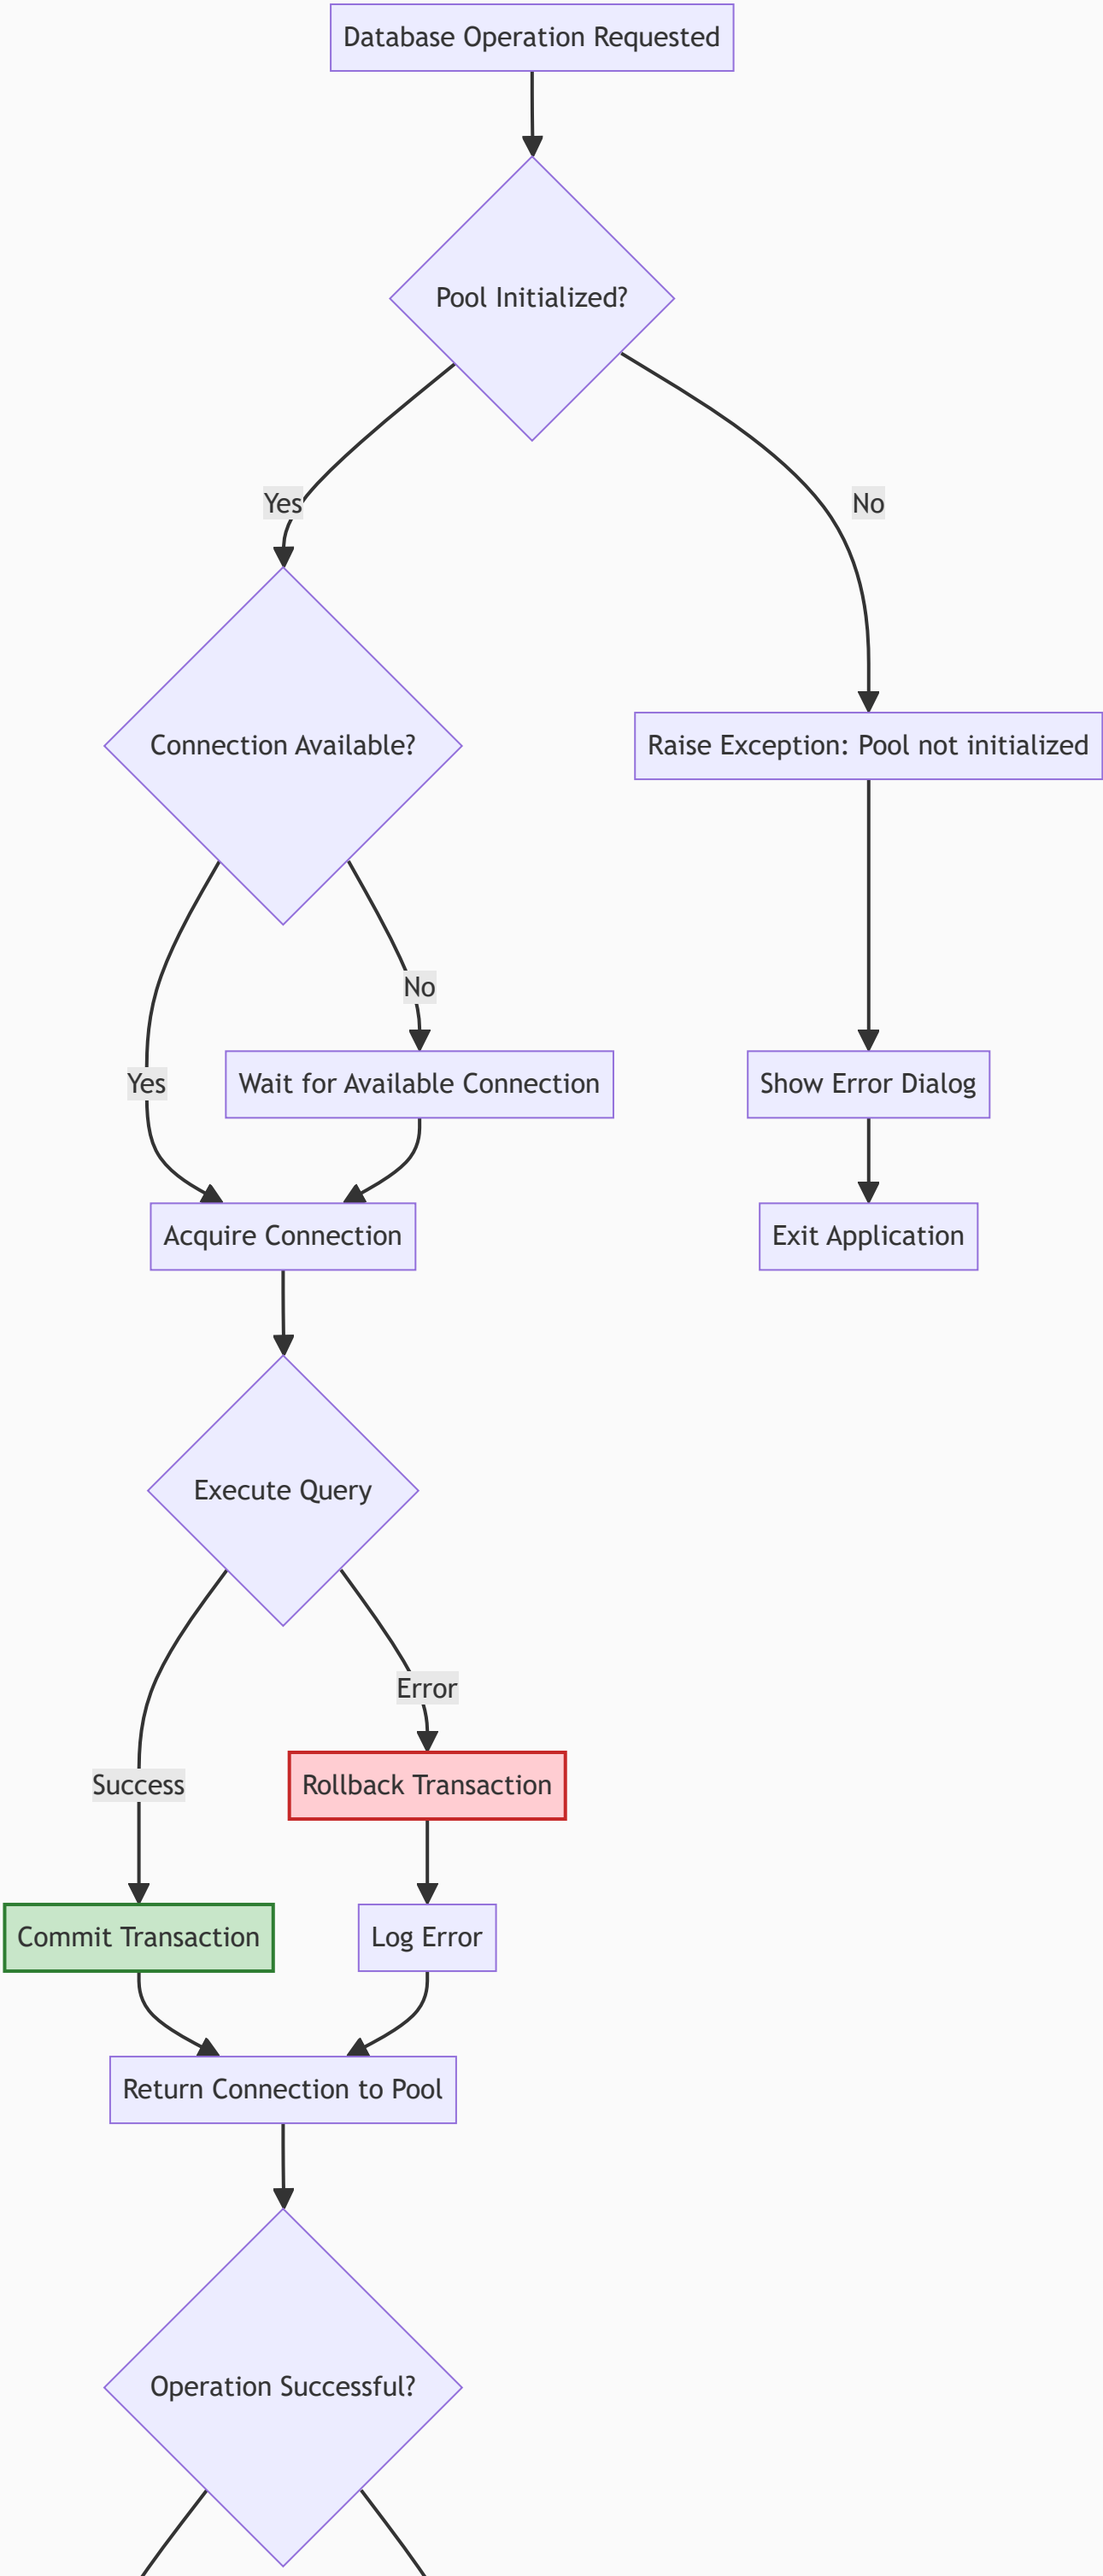 Database Operation Requested
Pool Initialized?
Yes
No
Connection Available?
Raise Exception: Pool not initialized
No
Yes
Wait for Available Connection
Show Error Dialog
Acquire Connection
Exit Application
Execute Query
Error
Success
Rollback Transaction
Commit Transaction
Log Error
Return Connection to Pool
Operation Successful?